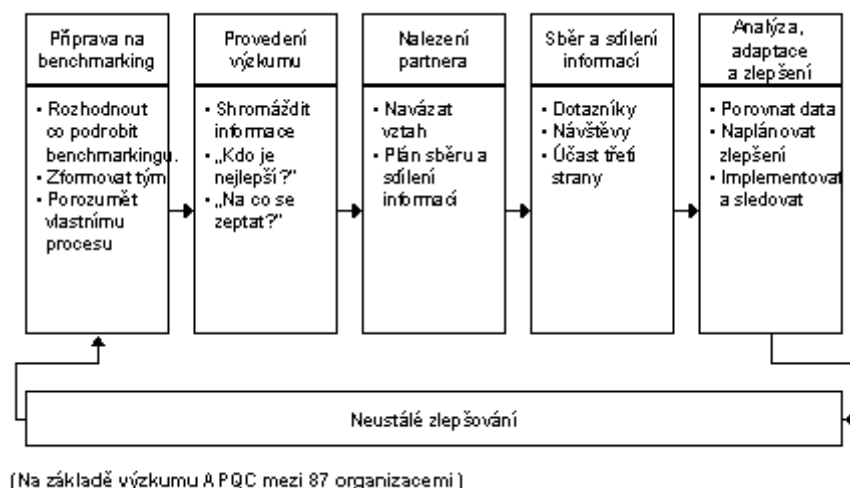 Příprava na
benchmarking
• Rozhodnout
co podrobit
benchmarkingu.
• Zformovat tým
• Porozumět
vlastnímu
procesu
Provedení
výzkumu
• Shromáždit
informace
• „Kdo je
nejlepší?"
• „Na co se
zeptat?"
Nalezení
partnera
• Navázat
vztah
• Plán sběru a
sdílení
informací
Sběr a sdílení
informací
• Dotazníky
• Návštěvy
• Účast třetí
strany
Analýza,
adaptace
a zlepšení
• Porovnat data
• Naplánovat
zlepšení
• Implementovat
a sledovat
Neustálé zlepšování
(Na základě výzkumu APQC mezi 87 organizacemi)